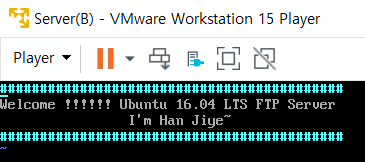 Server(B) - VMware Workstation 15 Player
Player
###########################################
Welcome !!!!!! Ubuntu 16.04 LTS FTP Server
I'm Han Jiye~
###########################################
~